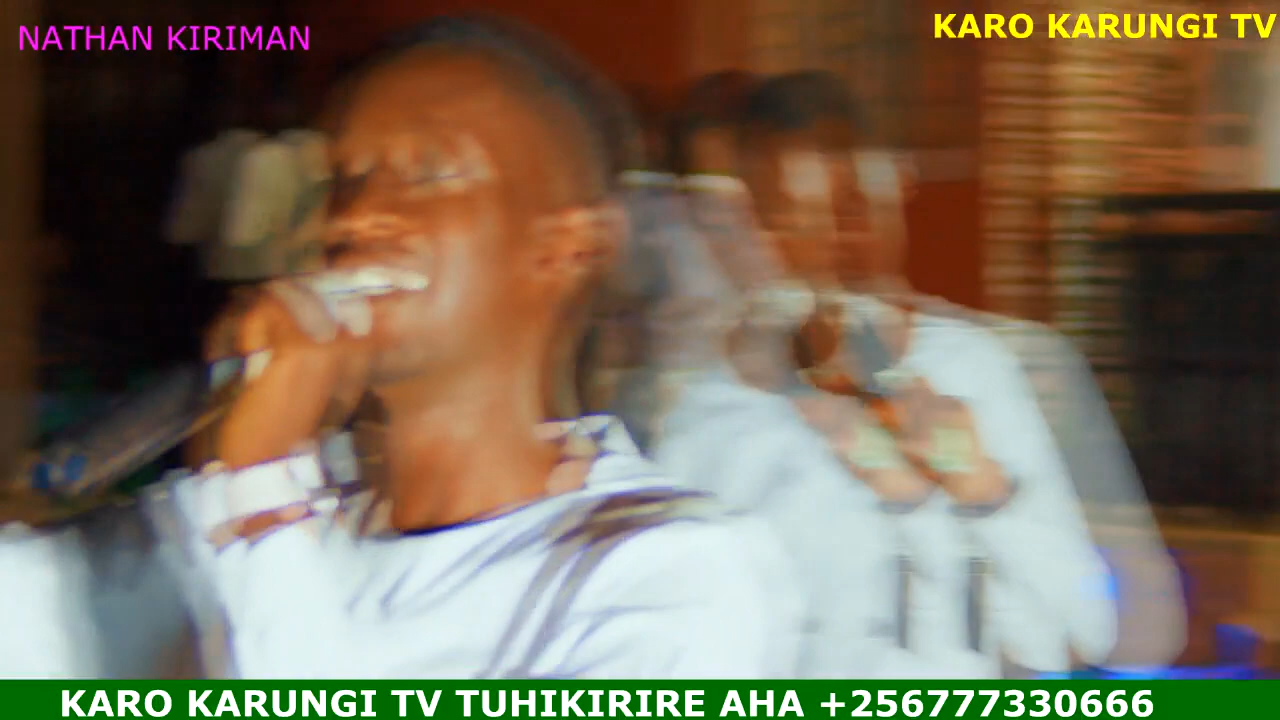 NATHAN KIRIMAN
KARO KARUNGI TV
KARO KARUNGI TV TUHIKIRIRE AHA +256777330666